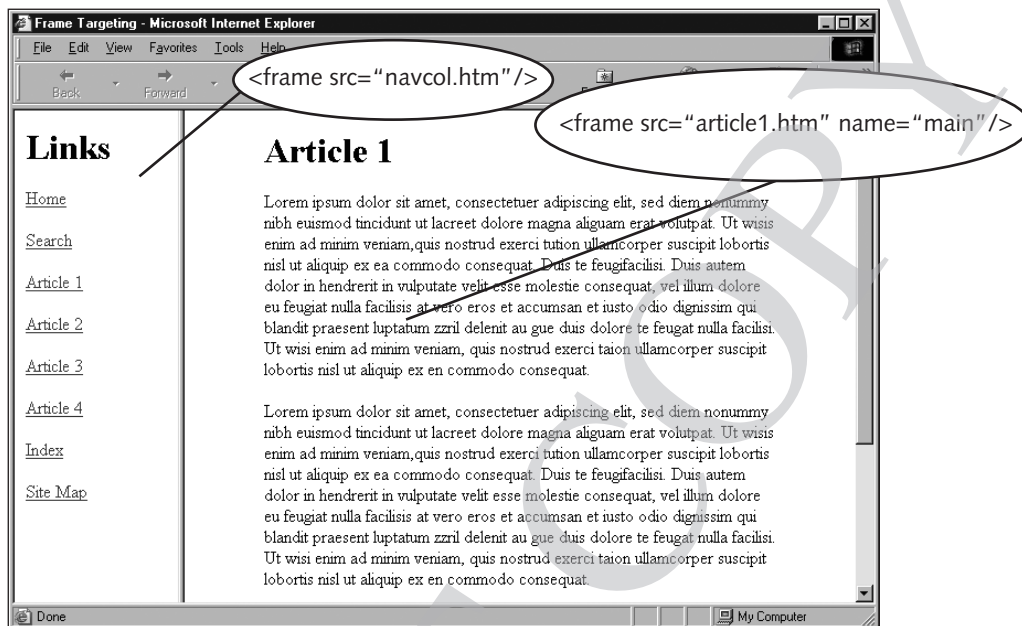 Frame Targeting - Microsoft Internet Explorer
File Edit View Favorites Tools Help
Back Forward
<frame src=“navcol.htm”/>
<frame src=“article1.htm” name=“main”/>
Links
Home
Search
Article 1
Article 2
Article 3
Article 4
Index
Site Map
Article 1
Lorem ipsum dolor sit amet, consectetuer adipiscing elit, sed diem nonummy
nibh euismod tincidunt ut lacreet dolore magna aliguam erat volutpat. Ut wisis
enim ad minim veniam,quis nostrud exerci tution ullamcorper suscipit lobortis
nisl ut aliquip ex ea commodo consequat. Duis te feugifacilisi. Duis autem
dolor in hendrerit in vulputate velit esse molestie consequat, vel illum dolore
eu feugiat nulla facilisis at vero eros et accumsan et iusto odio dignissim qui
blandit praesent luptatum zzril delenit au gue duis dolore te feugat nulla facilisi.
Ut wisi enim ad minim veniam, quis nostrud exerci taion ullamcorper suscipit
lobortis nisl ut aliquip ex en commodo consequat.
Lorem ipsum dolor sit amet, consectetuer adipiscing elit, sed diem nonummy
nibh euismod tincidunt ut lacreet dolore magna aliguam erat volutpat. Ut wisis
enim ad minim veniam,quis nostrud exerci tution ullamcorper suscipit lobortis
nisl ut aliquip ex ea commodo consequat. Duis te feugifacilisi. Duis autem
dolor in hendrerit in vulputate velit esse molestie consequat, vel illum dolore
eu feugiat nulla facilisis at vero eros et accumsan et iusto odio dignissim qui
blandit praesent luptatum zzril delenit au gue duis dolore te feugat nulla facilisi.
Ut wisi enim ad minim veniam, quis nostrud exerci taion ullamcorper suscipit
lobortis nisl ut aliquip ex en commodo consequat.
Done
My Computer
COPY